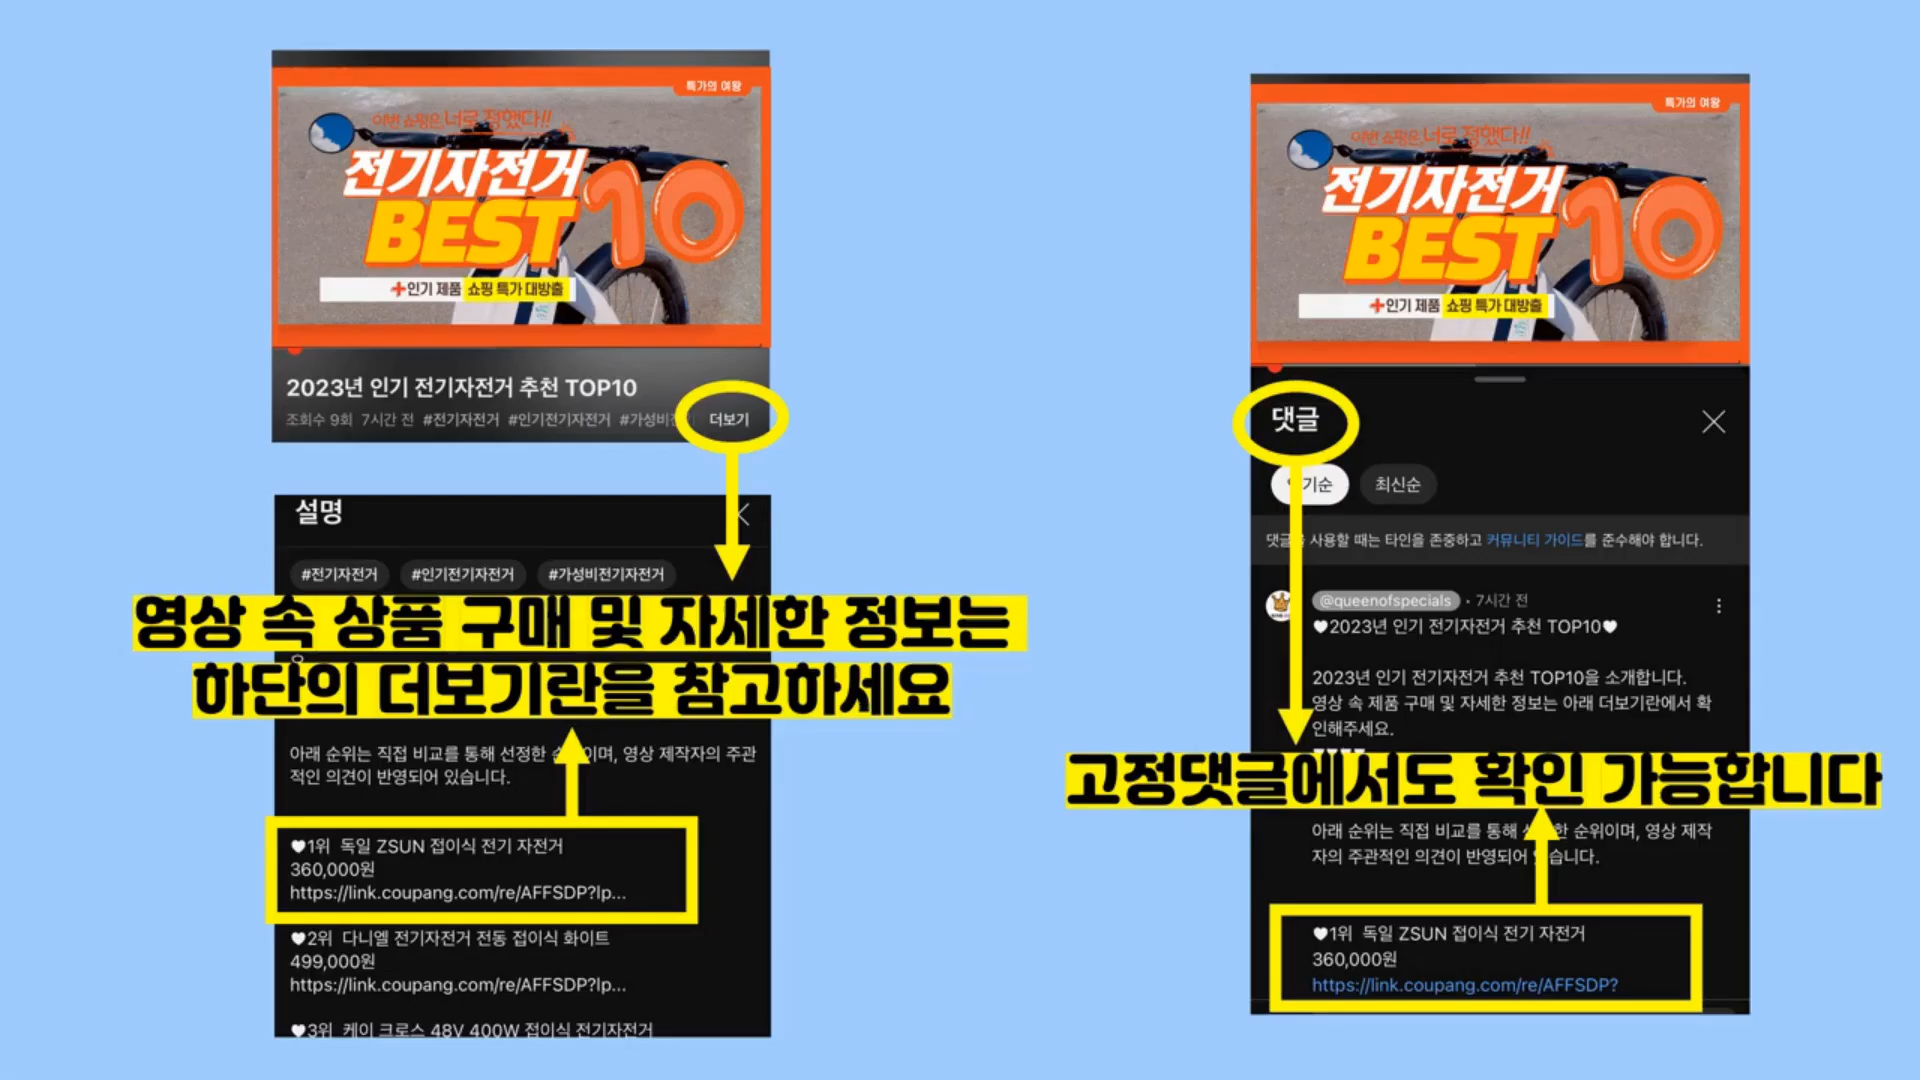 특가의 여왕
이번 쇼핑은 너로 정했다!!
전기자전거
BEST 10
+인기 제품 쇼핑 특가 대방출
2023년 인기 전기자전거 추천 TOP10
조회수 9회 7시간 전 #전기자전거 #인기전기자전거 #가성비
더보기
설명
#전기자전거 #인기전기자전거 #가성비전기자전거
영상 속 상품 구매 및 자세한 정보는
하단의 더보기란을 참고하세요
아래 순위는 직접 비교를 통해 선정한 이며, 영상 제작자의 주관
적인 의견이 반영되어 있습니다.
♥1위 독일 ZSUN 접이식 전기 자전거
360,000원
https://link.coupang.com/re/AFFSDP?lp...
♥2위 다니엘 전기자전거 전동 접이식 화이트
499,000원
https://link.coupang.com/re/AFFSDP?lp...
♥3위 케이 크로스 48V 400W 접이식 전기자전거
특가의 여왕
이번 쇼핑은 너로 정했다!!
전기자전거
BEST 10
+인기 제품 쇼핑 특가 대방출
댓글
기순 최신순
댓글 사용할 때는 타인을 존중하고 커뮤니티 가이드를 준수해야 합니다.
@queenofspecials · 7시간 전
♥2023년 인기 전기자전거 추천 TOP10♥
2023년 인기 전기자전거 추천 TOP10을 소개합니다.
영상 속 제품 구매 및 자세한 정보는 아래 더보기란에서 확
인해주세요.
고정댓글에서도 확인 가능합니다
아래 순위는 직접 비교를 통해 한 순위이며, 영상 제작
자의 주관적인 의견이 반영되어 습니다.
♥1위 독일 ZSUN 접이식 전기 자전거
360,000원
https://link.coupang.com/re/AFFSDP?